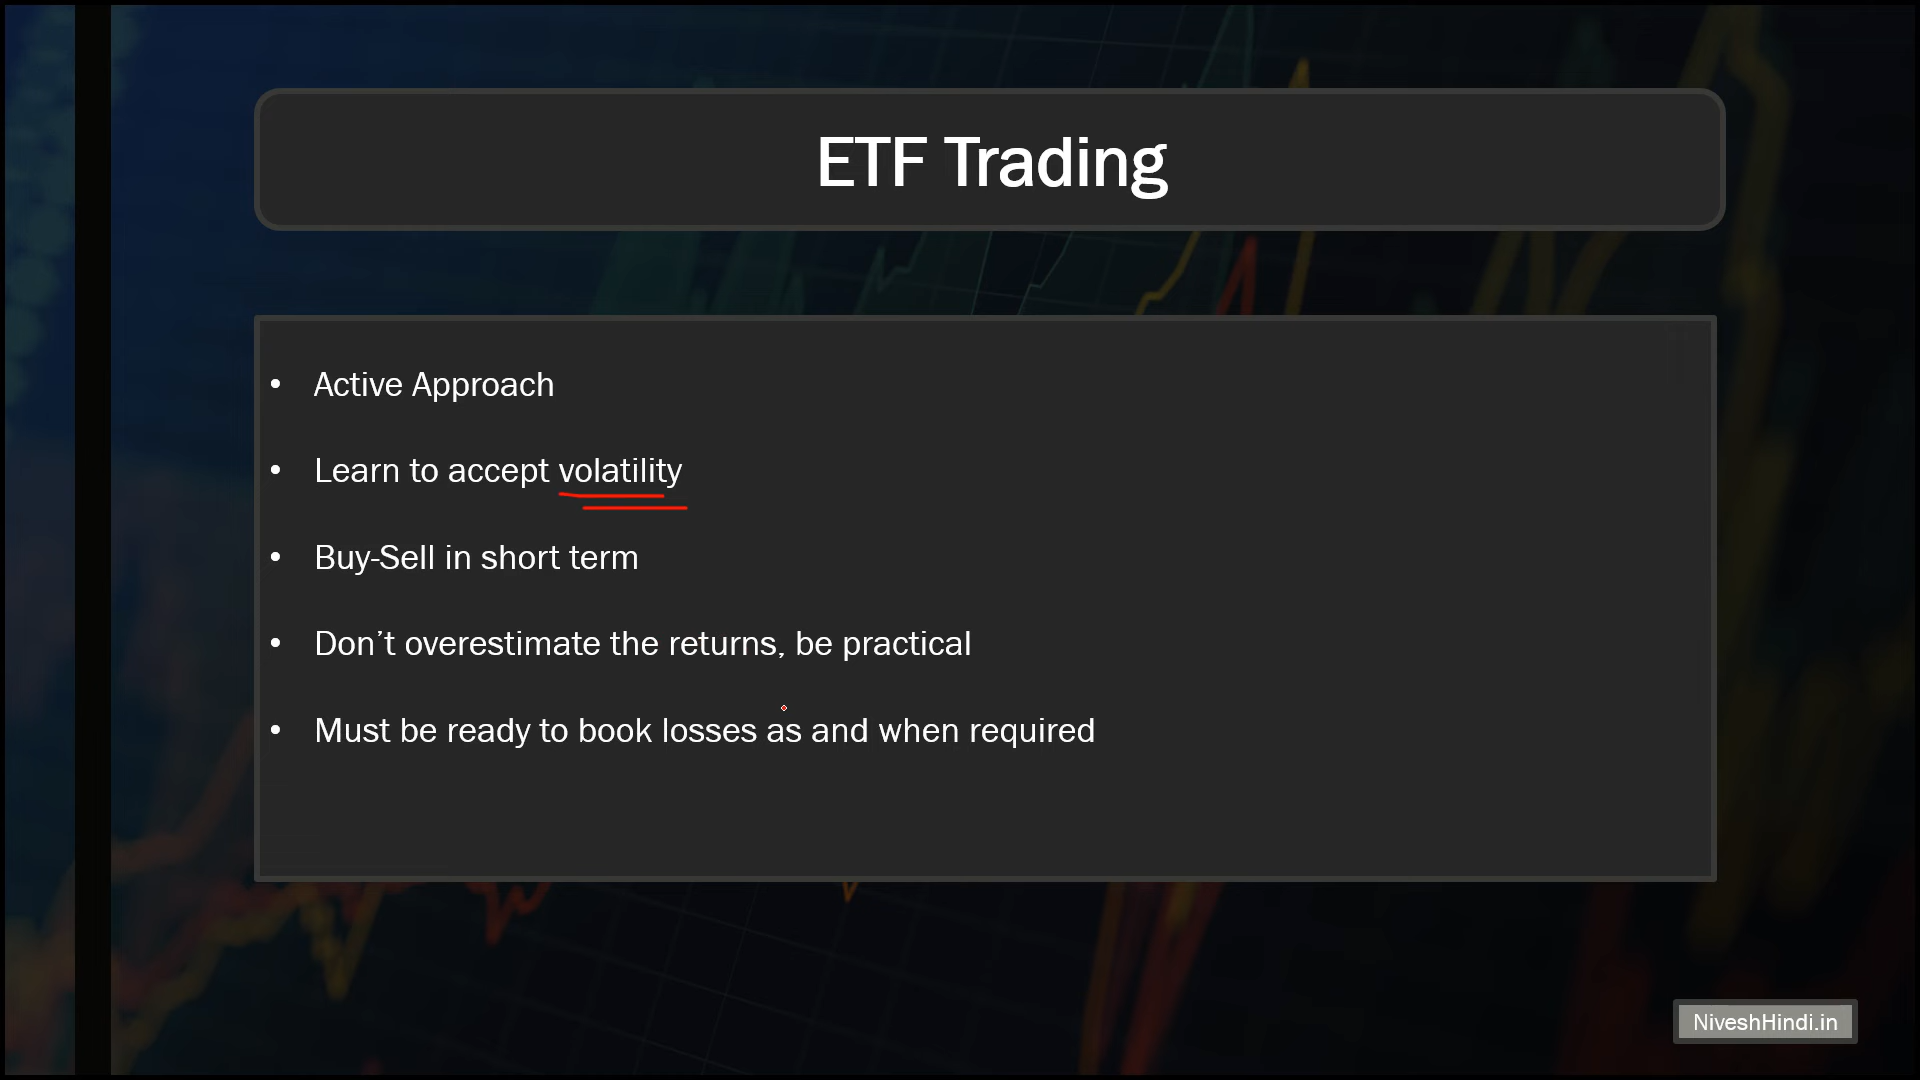 ETF Trading
• Active Approach
• Learn to accept volatility
• Buy-Sell in short term
• Don’t overestimate the returns, be practical
• Must be ready to book losses as and when required
NiveshHindi.in